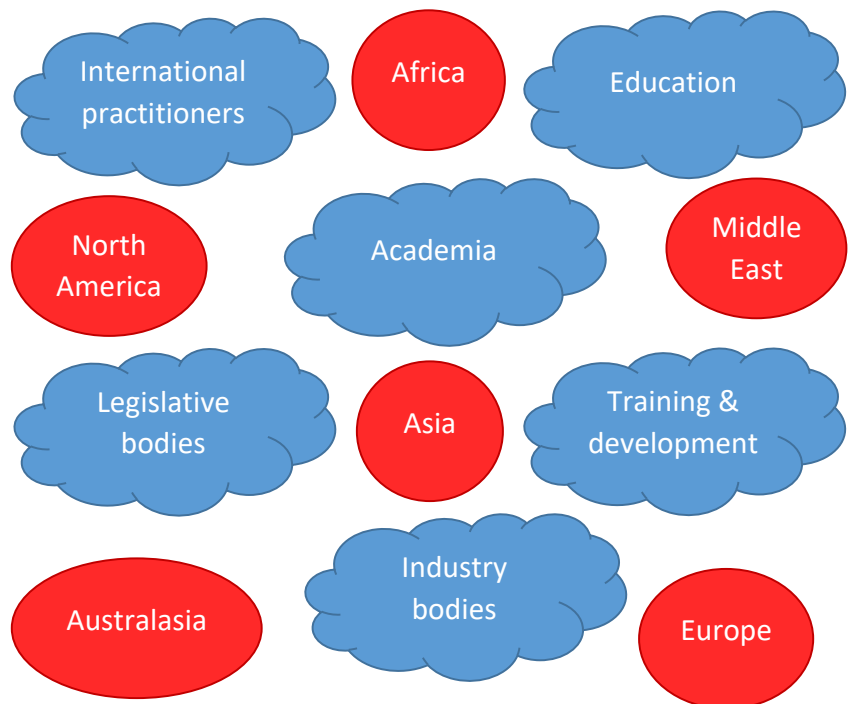 International
practitioners
Africa
Education
North
America
Academia
Middle
East
Legislative
bodies
Asia
Training &
development
Australasia
Industry
bodies
Europe